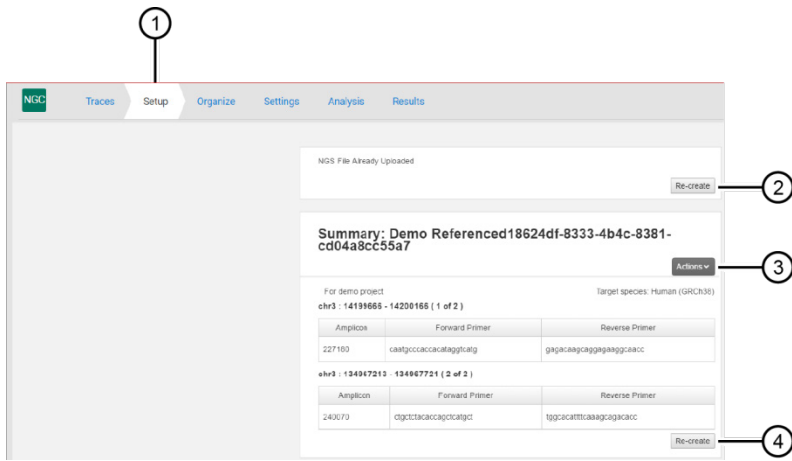 1
NGC Traces Setup Organize Settings Analysis Results
NGS File Already Uploaded
Re-create
2
Summary: Demo Referenced18624df-8333-4b4c-8381-
cd04a8cc55a7
Actions
3
For demo project Target species: Human (GRCh38)
chr3 : 14199666 - 14200166 ( 1 of 2 )
Amplicon Forward Primer Reverse Primer
227160 caatgcccaccacataggtcatg gagacaagcaggagaaggcaacc
chr3 : 134967213 - 134967721 ( 2 of 2 )
Amplicon Forward Primer Reverse Primer
240070 ctgctctacaccagctcatgct tggcacattttcaaagcagacacc
Re-create
4